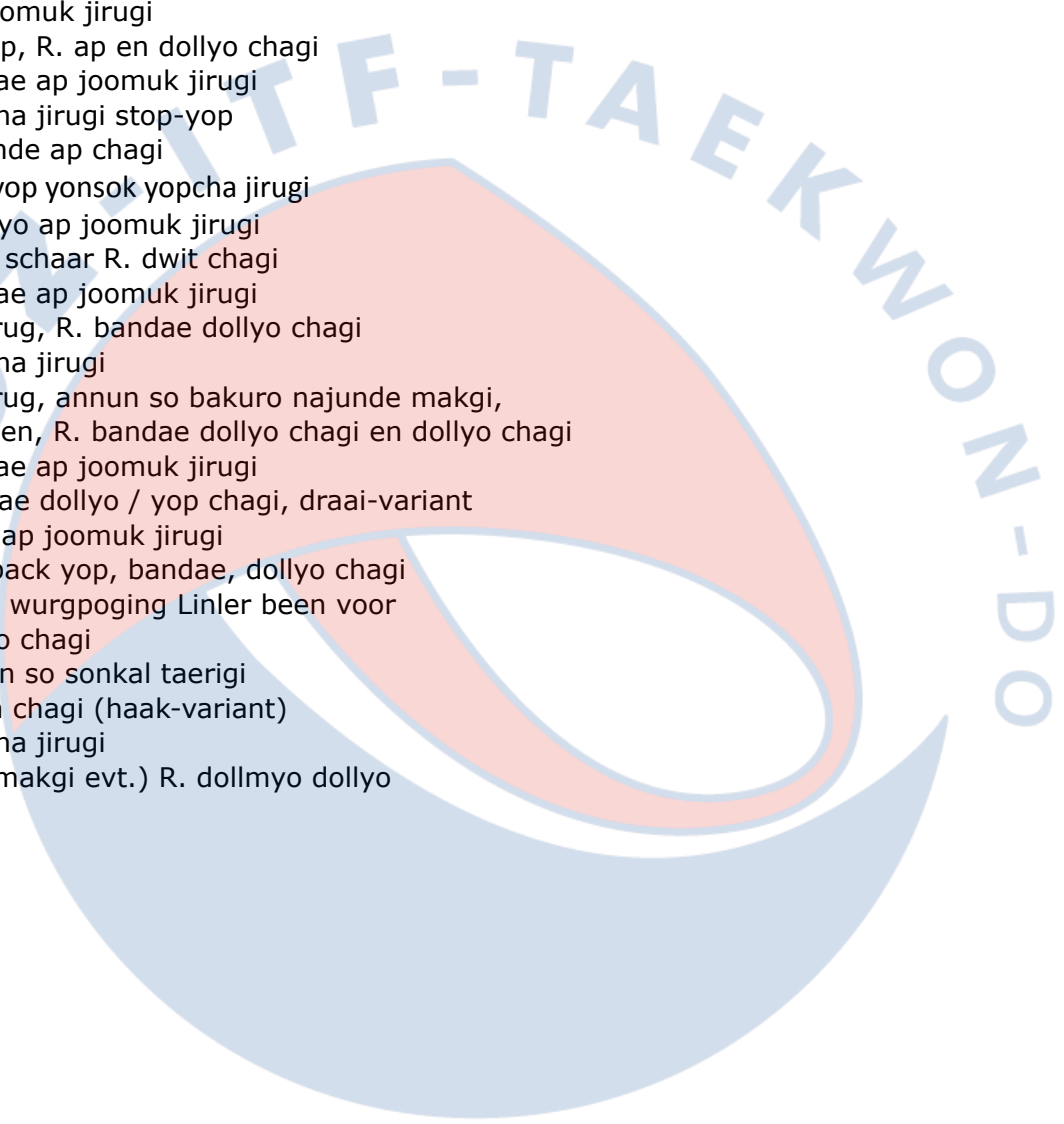 omuk jirugi
p, R. ap en dollyo chagi
ae ap joomuk jirugi
na jirugi stop-yop
nde ap chagi
yop yonsok yopcha jirugi
yo ap joomuk jirugi
schaar R. dwit chagi
ae ap joomuk jirugi
rug, R. bandae dollyo chagi
na jirugi
rug, annun so bakuro najunde makgi,
en, R. bandae dollyo chagi en dollyo chagi
ae ap joomuk jirugi
ae dollyo / yop chagi, draai-variant
ap joomuk jirugi
back yop, bandae, dollyo chagi
wurgpoging Linler been voor
o chagi
n so sonkal taerigi
chagi (haak-variant)
na jirugi
makgi evt.) R. dollmyo dollyo
Z-ITF-TAEKWON-DO